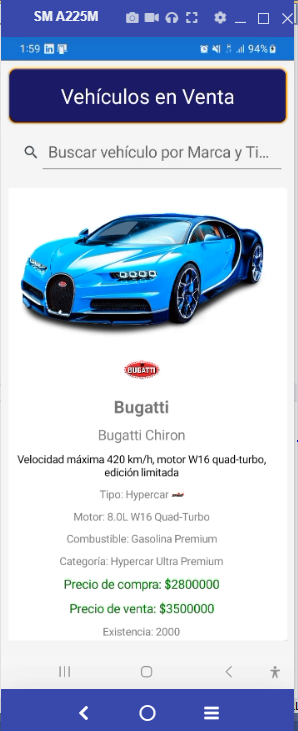 SM A225M
1:59
94%
Vehículos en Venta
Buscar vehículo por Marca y Ti...
BUGATTI
Bugatti
Bugatti Chiron
Velocidad máxima 420 km/h, motor W16 quad-turbo,
edición limitada
Tipo: Hypercar
Motor: 8.0L W16 Quad-Turbo
Combustible: Gasolina Premium
Categoría: Hypercar Ultra Premium
Precio de compra: $2800000
Precio de venta: $3500000
Existencia: 2000